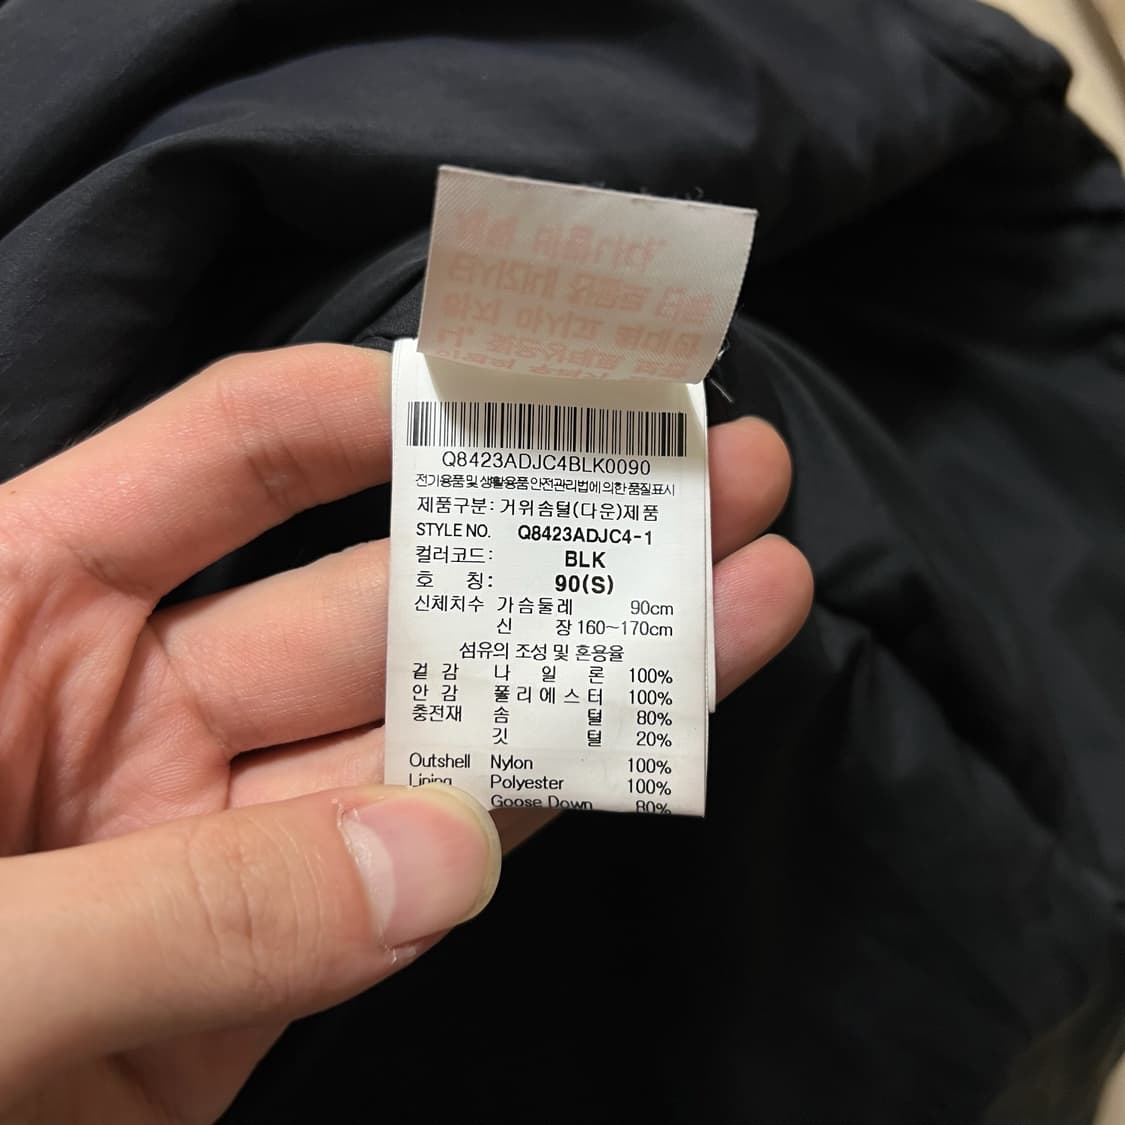 Q8423ADJC4BLK0090
전기용품 및 생활용품 안전관리법에 의한 품질표시
제품구분: 거위솜털(다운)제품
STYLE NO. Q8423ADJC4-1
컬러코드: BLK
호 칭: 90(S)
신체치수 가슴둘레 90cm
신 장 160~170cm
섬유의 조성 및 혼용율
겉 감 나 일 론 100%
안 감 폴 리 에 스 터 100%
충전재 솜 털 80%
깃 털 20%
Outshell Nylon 100%
Lining Polyester 100%
Goose Down 80%